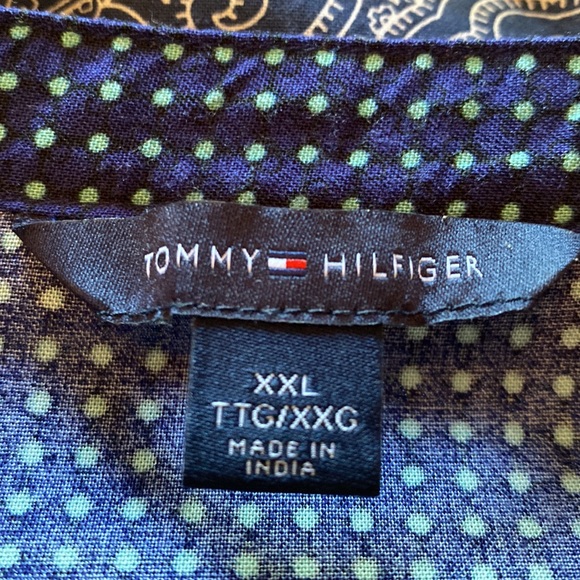 TOMMY HILFIGER
XXL
TTG/XXG
MADE IN
INDIA